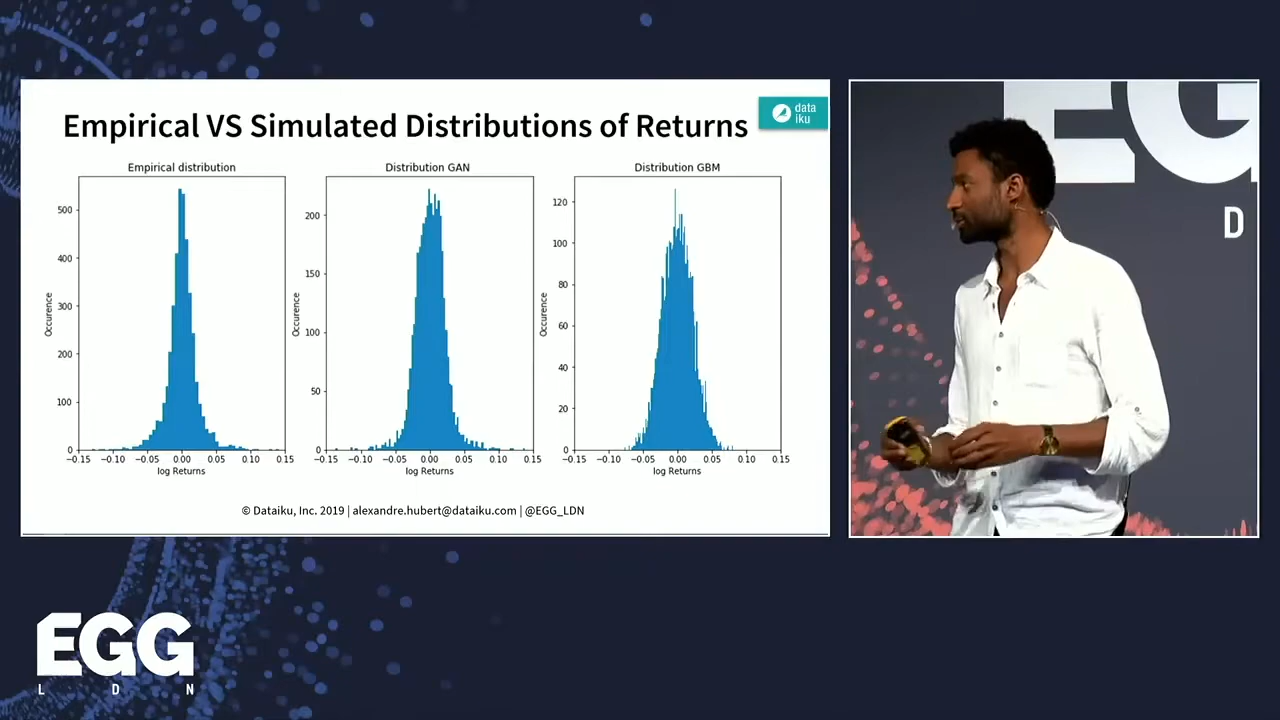 Empirical VS Simulated Distributions of Returns
data
iku
Empirical distribution
Occurence
500
400
300
200
100
0
−0.15 −0.10 −0.05 0.00 0.05 0.10 0.15
log Returns
Distribution GAN
Occurence
200
150
100
50
0
−0.15 −0.10 −0.05 0.00 0.05 0.10 0.15
log Returns
Distribution GBM
Occurence
120
100
80
60
40
20
0
−0.15 −0.10 −0.05 0.00 0.05 0.10 0.15
log Returns
© Dataiku, Inc. 2019 | alexandre.hubert@dataiku.com | @EGG_LDN
EG
D
EGG
L D N